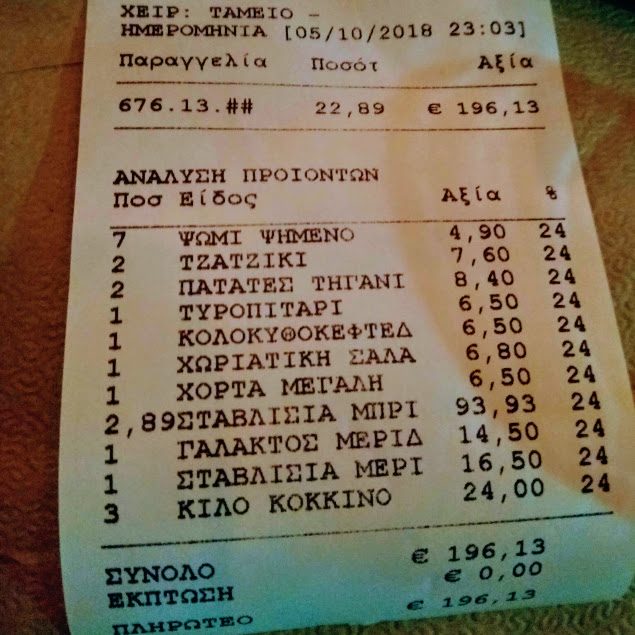 ΧΕΙΡ: ΤΑΜΕΙΟ –
ΗΜΕΡΟΜΗΝΙΑ [05/10/2018 23:03]
Παραγγελία Ποσότ Αξία
676.13.## 22,89 € 196,13
ΑΝΑΛΥΣΗ ΠΡΟΙΟΝΤΩΝ
Ποσ Είδος Αξία %
7 ΨΩΜΙ ΨΗΜΕΝΟ 4,90 24
2 ΤΖΑΤΖΙΚΙ 7,60 24
2 ΠΑΤΑΤΕΣ ΤΗΓΑΝΙ 8,40 24
1 ΤΥΡΟΠΙΤΑΡΙ 6,50 24
1 ΚΟΛΟΚΥΘΟΚΕΦΤΕΔ 6,50 24
1 ΧΩΡΙΑΤΙΚΗ ΣΑΛΑ 6,80 24
1 ΧΟΡΤΑ ΜΕΓΑΛΗ 6,50 24
2,89ΣΤΑΒΛΙΣΙΑ ΜΠΡΙ 93,93 24
1 ΓΑΛΑΚΤΟΣ ΜΕΡΙΔ 14,50 24
1 ΣΤΑΒΛΙΣΙΑ ΜΕΡΙ 16,50 24
3 ΚΙΛΟ ΚΟΚΚΙΝΟ 24,00 24
ΣΥΝΟΛΟ € 196,13
ΕΚΠΤΩΣΗ € 0,00
ΠΛΗΡΩΤΕΟ € 196,13